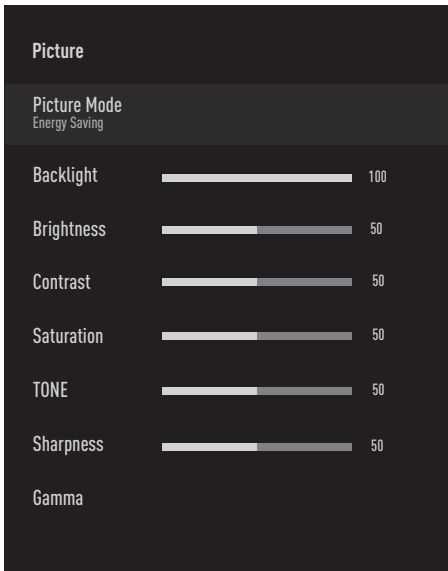 Picture
Picture Mode
Energy Saving
Backlight 100
Brightness 50
Contrast 50
Saturation 50
TONE 50
Sharpness 50
Gamma